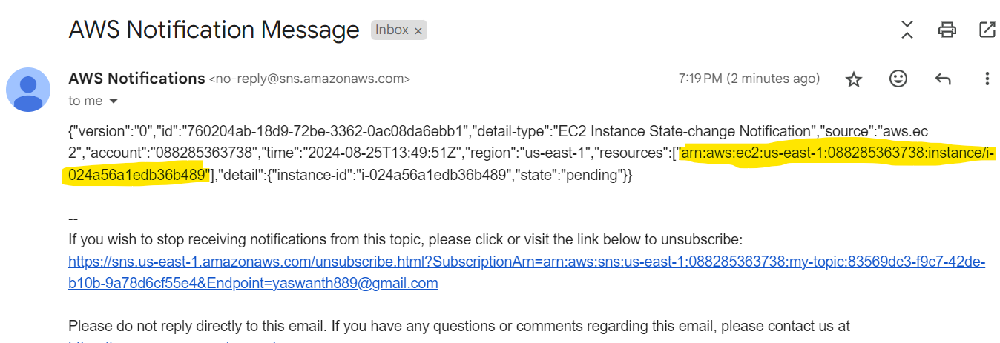 AWS Notification Message Inbox ×
AWS Notifications <no-reply@sns.amazonaws.com> 7:19 PM (2 minutes ago)
to me
{"version":"0","id":"760204ab-18d9-72be-3362-0ac08da6ebb1","detail-type":"EC2 Instance State-change Notification","source":"aws.ec
2","account":"088285363738","time":"2024-08-25T13:49:51Z","region":"us-east-1","resources":["arn:aws:ec2:us-east-1:088285363738:instance/i-
024a56a1edb36b489"],"detail":{"instance-id":"i-024a56a1edb36b489","state":"pending"}}
--
If you wish to stop receiving notifications from this topic, please click or visit the link below to unsubscribe:
https://sns.us-east-1.amazonaws.com/unsubscribe.html?SubscriptionArn=arn:aws:sns:us-east-1:088285363738:my-topic:83569dc3-f9c7-42de-
b10b-9a78d6cf55e4&Endpoint=yaswanth889@gmail.com
Please do not reply directly to this email. If you have any questions or comments regarding this email, please contact us at